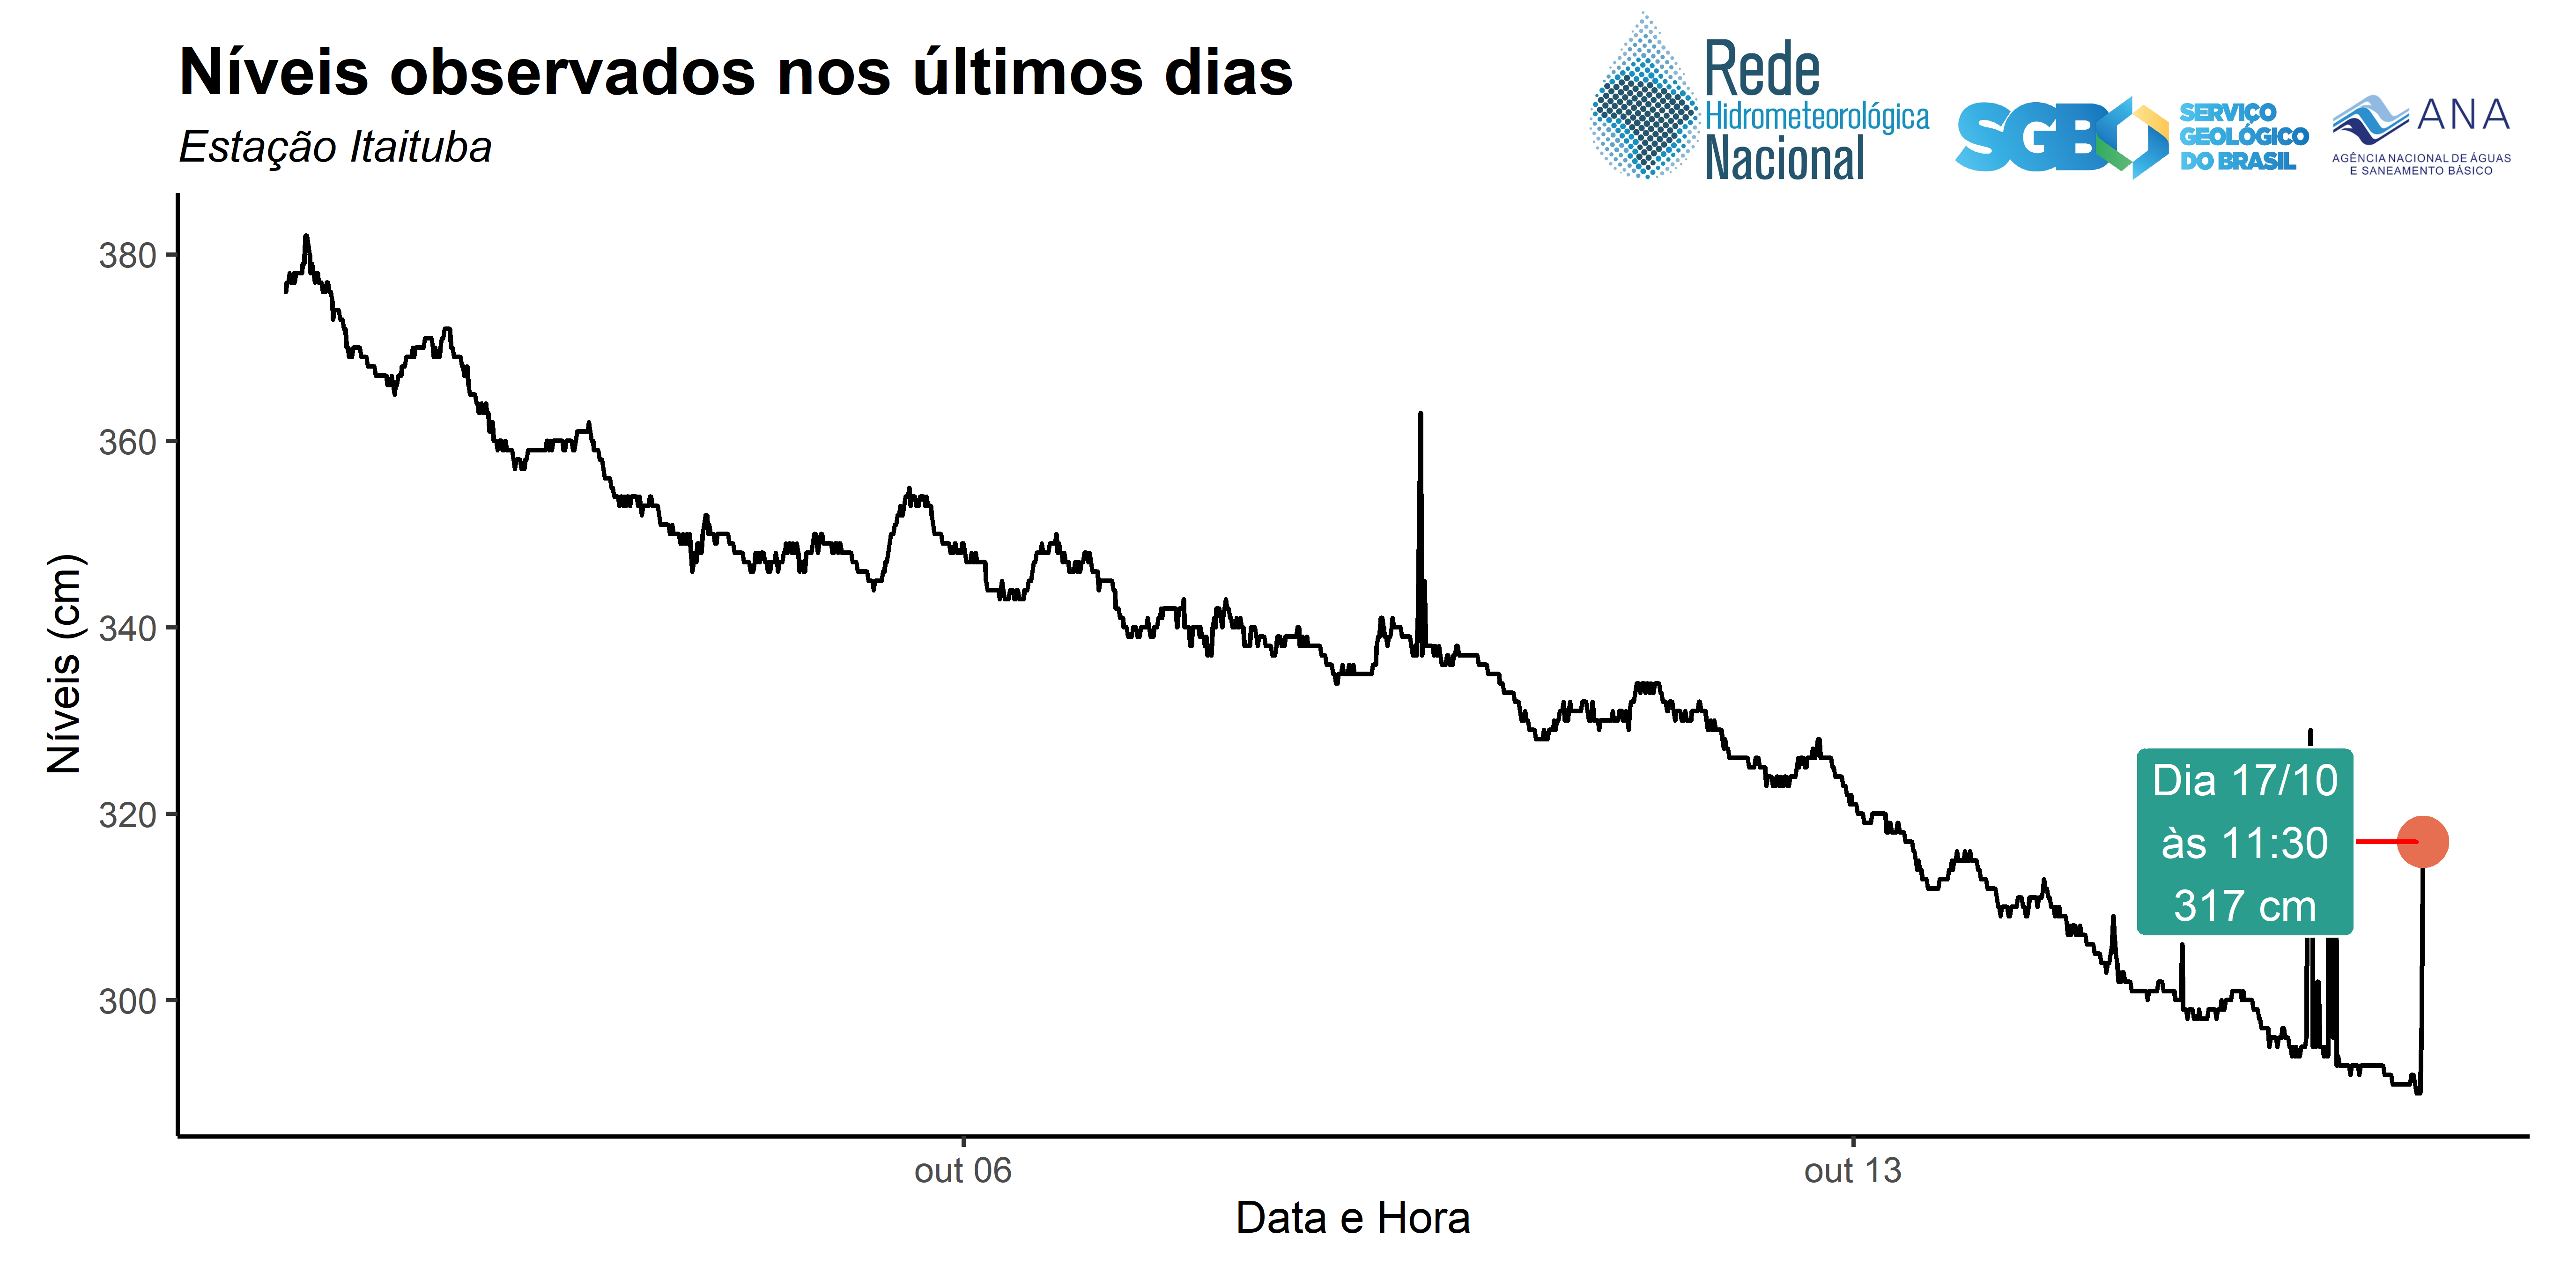 Níveis observados nos últimos dias
Estação Itaituba
Rede
Hidrometeorológica
Nacional
SGB
SERVIÇO
GEOLÓGICO
DO BRASIL
ANA
AGÊNCIA NACIONAL DE ÁGUAS
E SANEAMENTO BÁSICO
Níveis (cm)
380
360
340
320
300
Dia 17/10
às 11:30
317 cm
out 06
out 13
Data e Hora